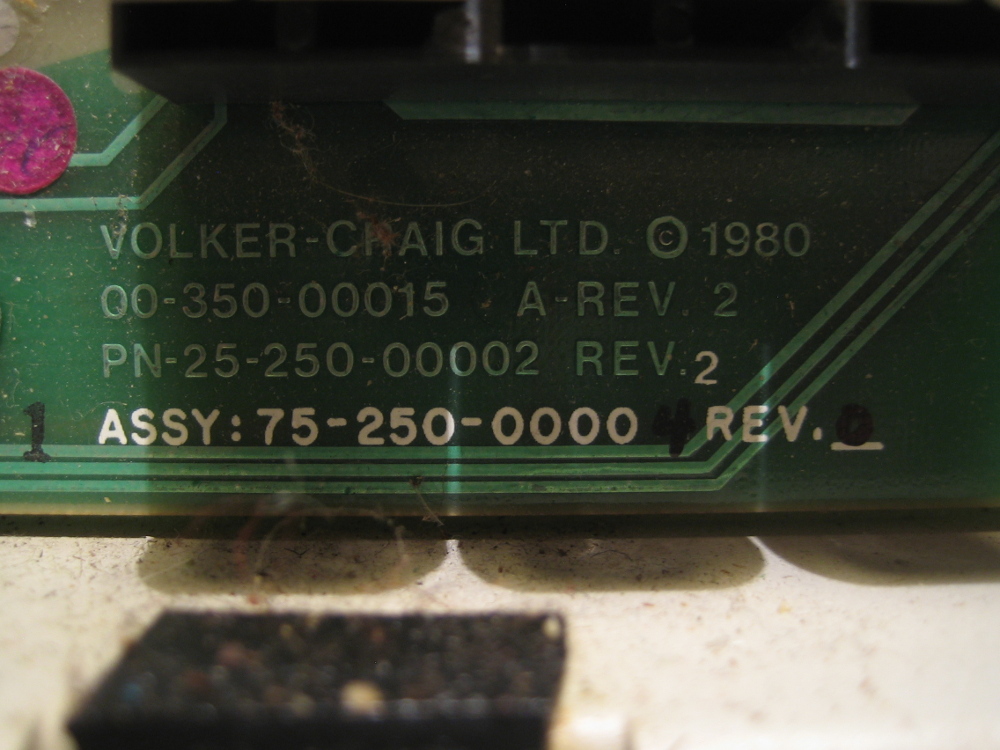 VOLKER-CRAIG LTD. © 1980
00-350-00015 A-REV. 2
PN-25-250-00002 REV. 2
1
ASSY: 75-250-00004 REV.